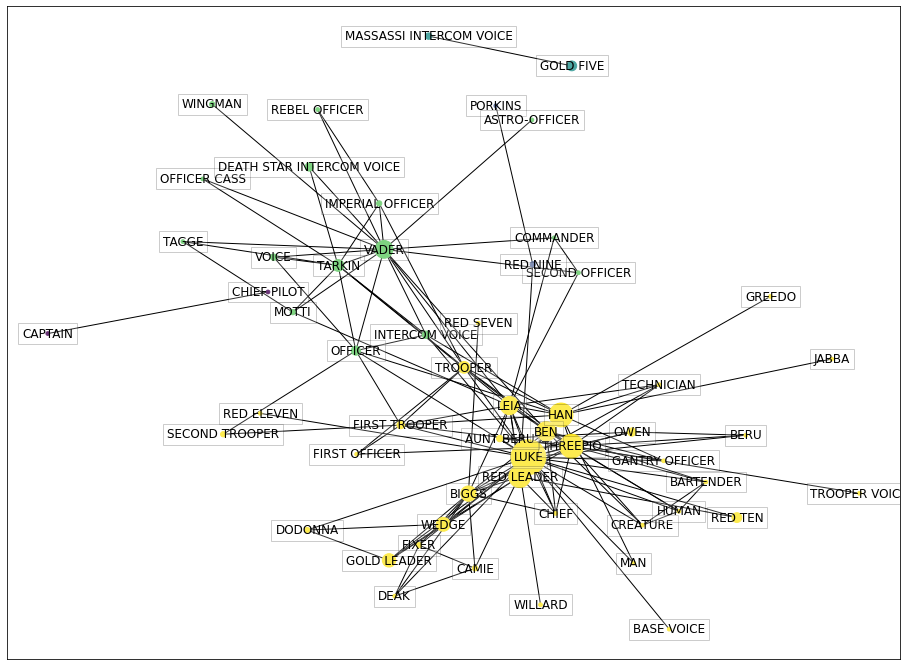 MASSASSI INTERCOM VOICE
GOLD FIVE
WINGMAN
REBEL OFFICER
PORKINS
ASTRO-OFFICER
DEATH STAR INTERCOM VOICE
OFFICER CASS
IMPERIAL OFFICER
TAGGE
VADER
COMMANDER
VOICE
TARKIN
RED NINE
SECOND OFFICER
CHIEF PILOT
GREEDO
MOTTI
CAPTAIN
RED SEVEN
INTERCOM VOICE
OFFICER
JABBA
TROOPER
TECHNICIAN
LEIA
RED ELEVEN
HAN
FIRST TROOPER
SECOND TROOPER
BEN
OWEN
BERU
AUNT BERU
THREEPIO
FIRST OFFICER
LUKE
GANTRY OFFICER
RED LEADER
BARTENDER
BIGGS
TROOPER VOIC
CHIEF
HUMAN
RED TEN
WEDGE
CREATURE
DODONNA
FIXER
GOLD LEADER
CAMIE
MAN
DEAK
WILLARD
BASE VOICE